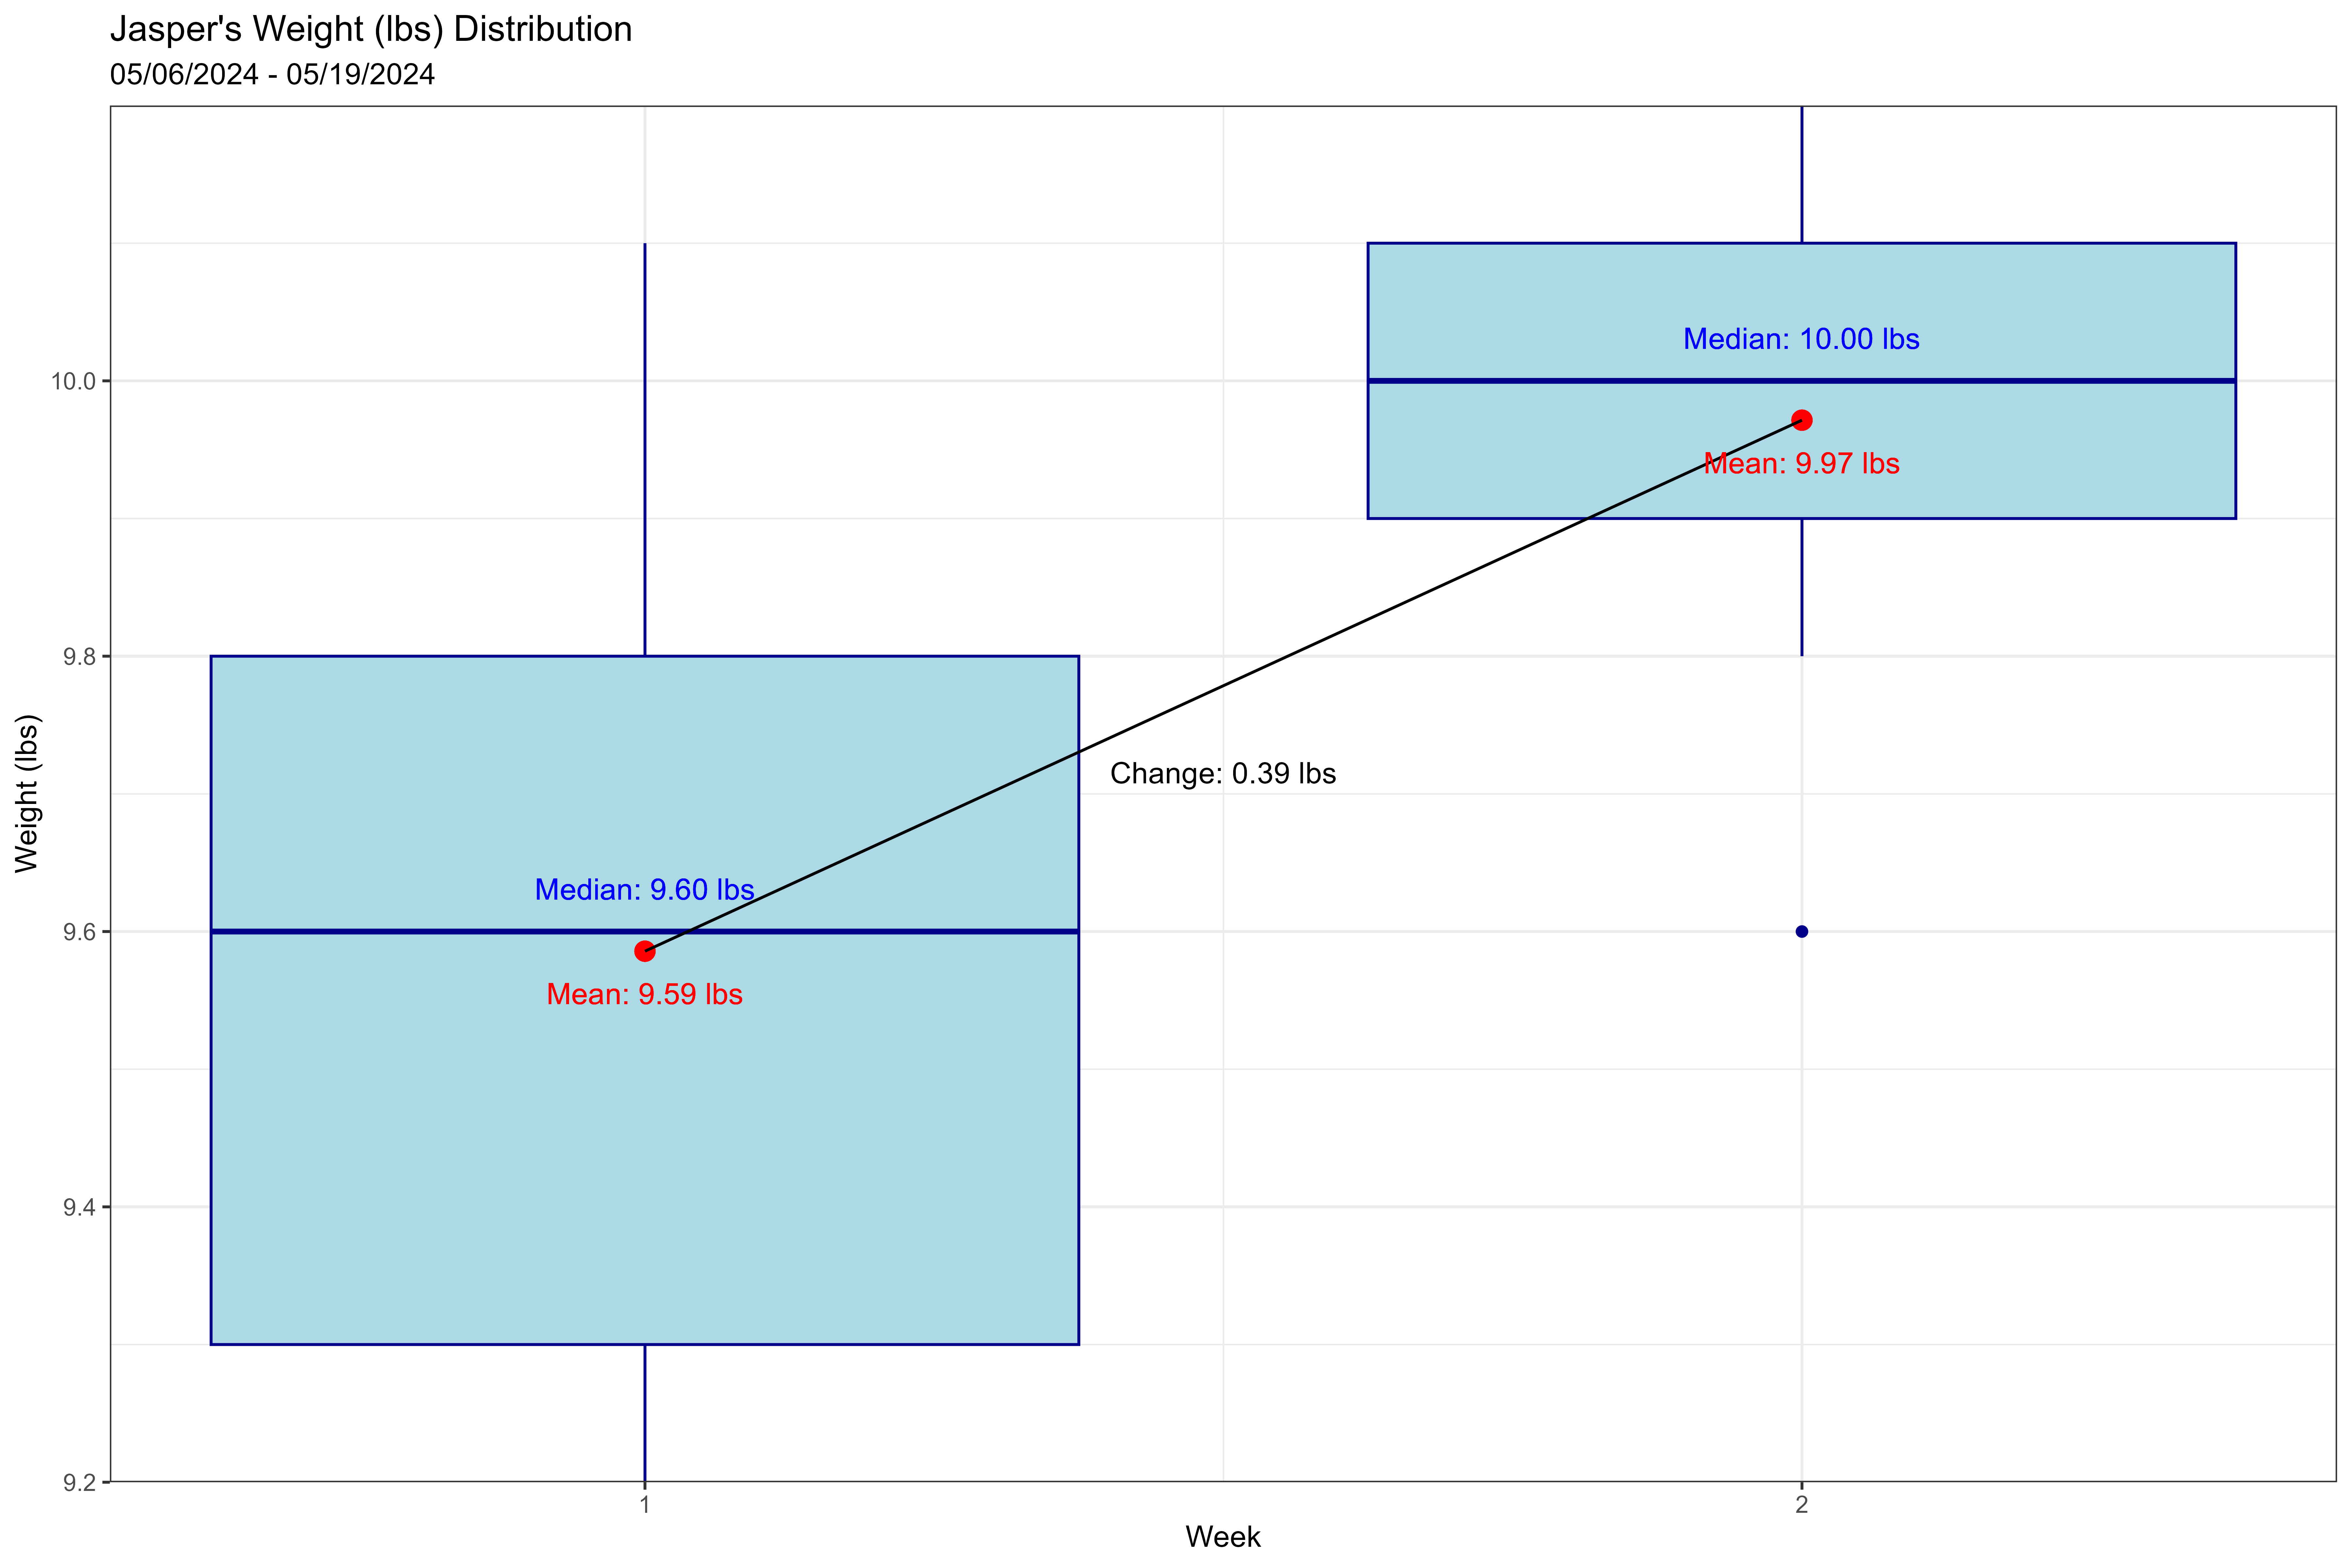 Jasper's Weight (lbs) Distribution
05/06/2024 - 05/19/2024
Median: 10.00 lbs
10.0
Mean: 9.97 lbs
9.8
Change: 0.39 lbs
Weight (lbs)
Median: 9.60 lbs
9.6
Mean: 9.59 lbs
9.4
9.2
1
2
Week